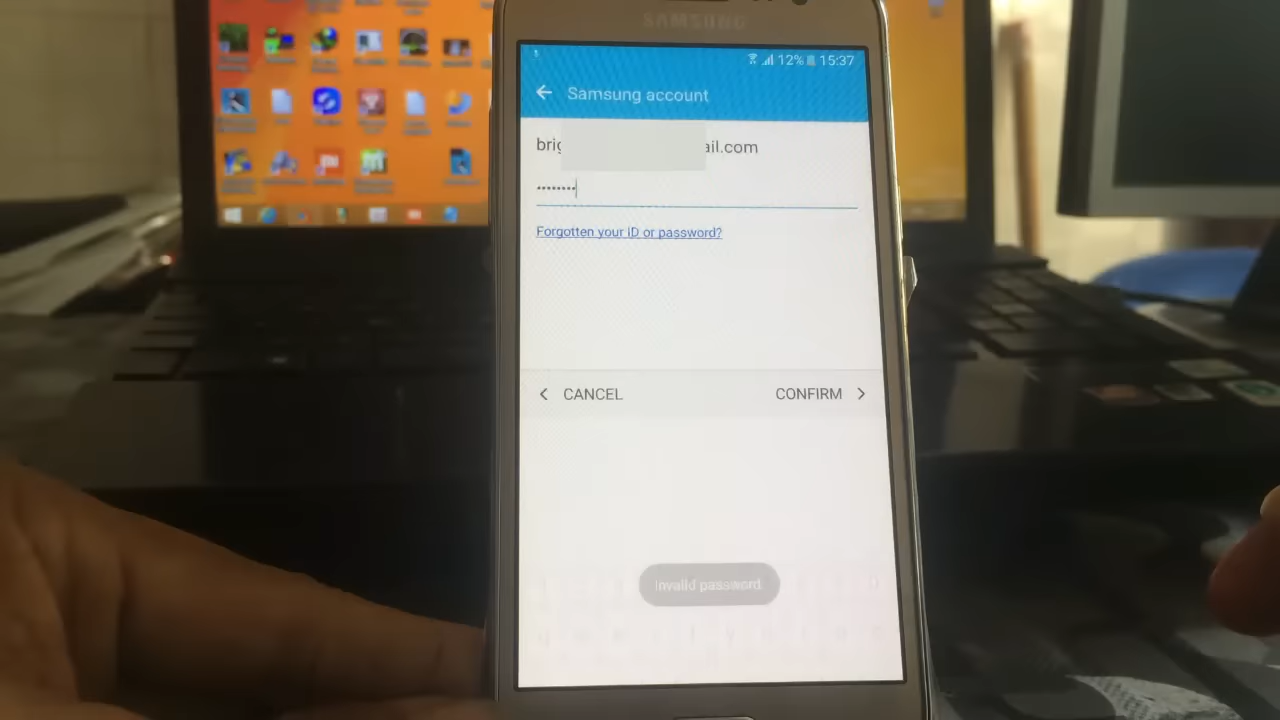 SAMSUNG
12% 15:37
Samsung account
brig ail.com
••••••••
Forgotten your ID or password?
CANCEL CONFIRM
Invalid password